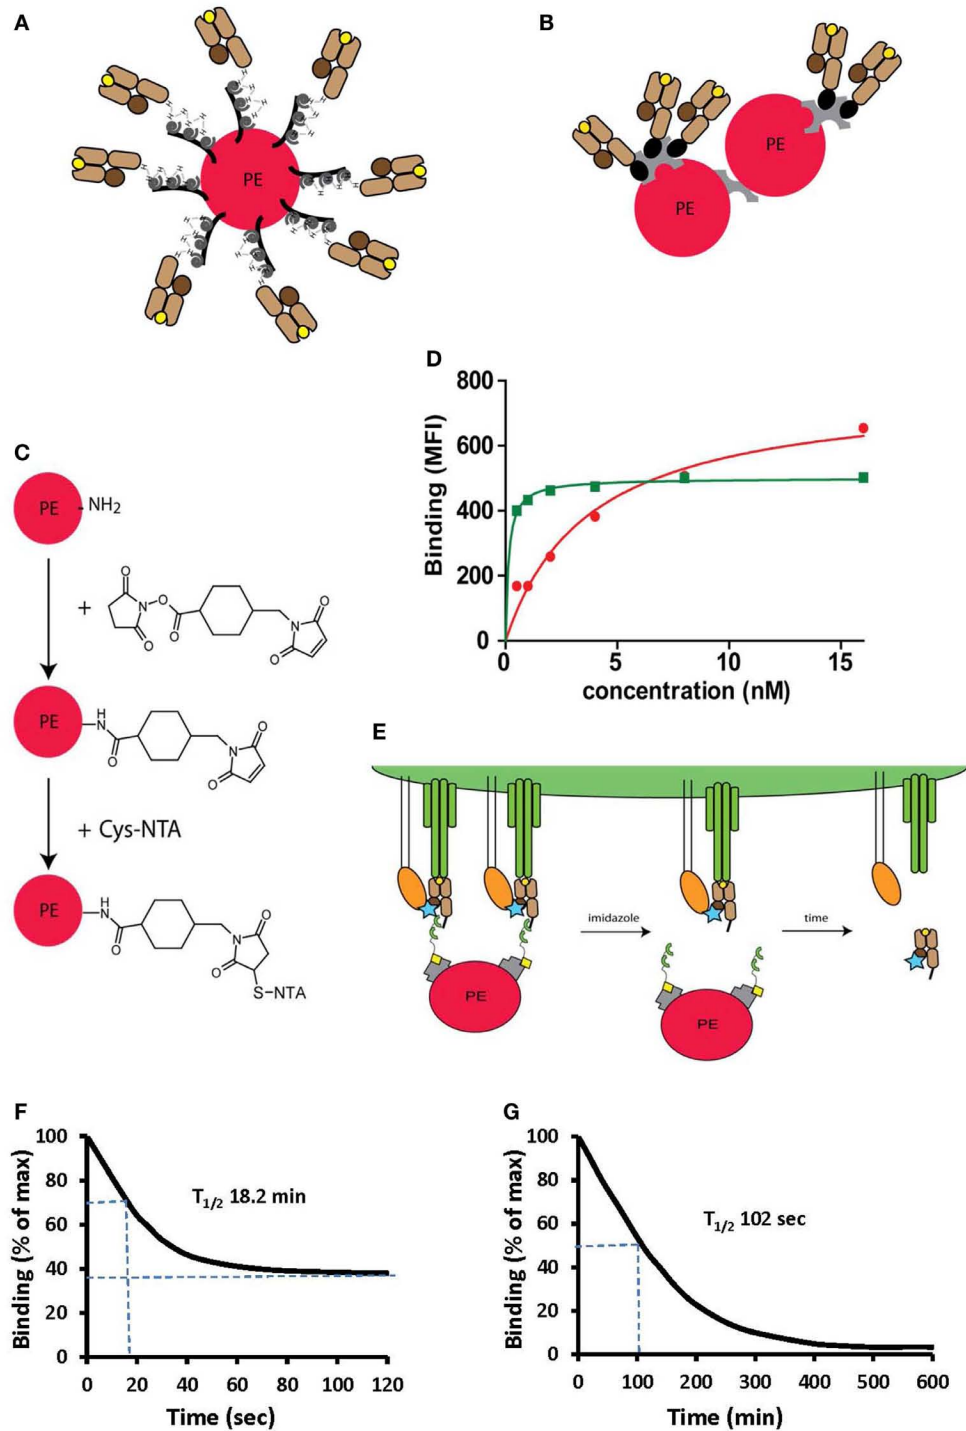 A
B
PE
PE
PE
D
800
600
400
200
0
Binding (MFI)
0
5
10
15
concentration (nM)
C
PE
NH2
+
O
N
O
O
O
N
O
O
PE
H
N
O
O
N
O
+ Cys-NTA
PE
H
N
O
O
N
O
S-NTA
E
PE
imidazole
PE
time
F
100
80
60
40
20
0
Binding (% of max)
T1/2 18.2 min
0
20
40
60
80
100
120
Time (sec)
G
100
80
60
40
20
0
Binding (% of max)
T1/2 102 sec
0
100
200
300
400
500
600
Time (min)